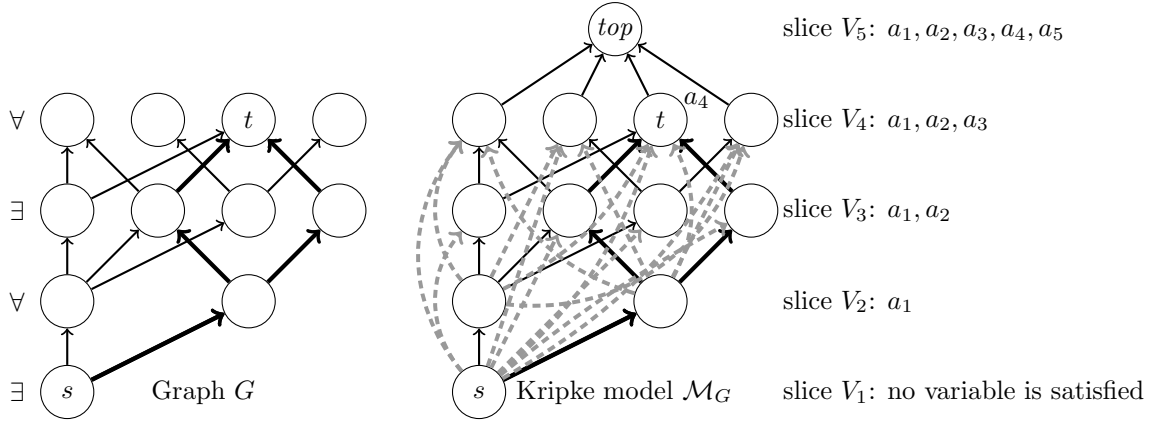 top slice V₅: a₁, a₂, a₃, a₄, a₅
∀ t t a₄ slice V₄: a₁, a₂, a₃
∃ slice V₃: a₁, a₂
∀ slice V₂: a₁
∃ s Graph G s Kripke model ℳ_G slice V₁: no variable is satisfied